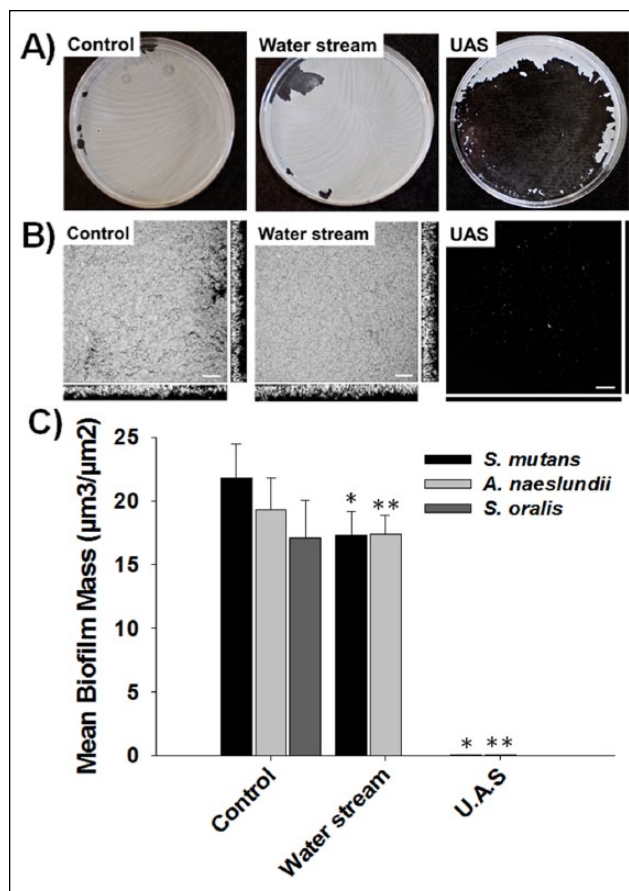 A) Control Water stream UAS
B) Control Water stream UAS
C)
Mean Biofilm Mass (µm3/µm2)
25
20
15
10
5
0
S. mutans
A. naeslundii
S. oralis
* **
* **
Control
Water stream
U.A.S